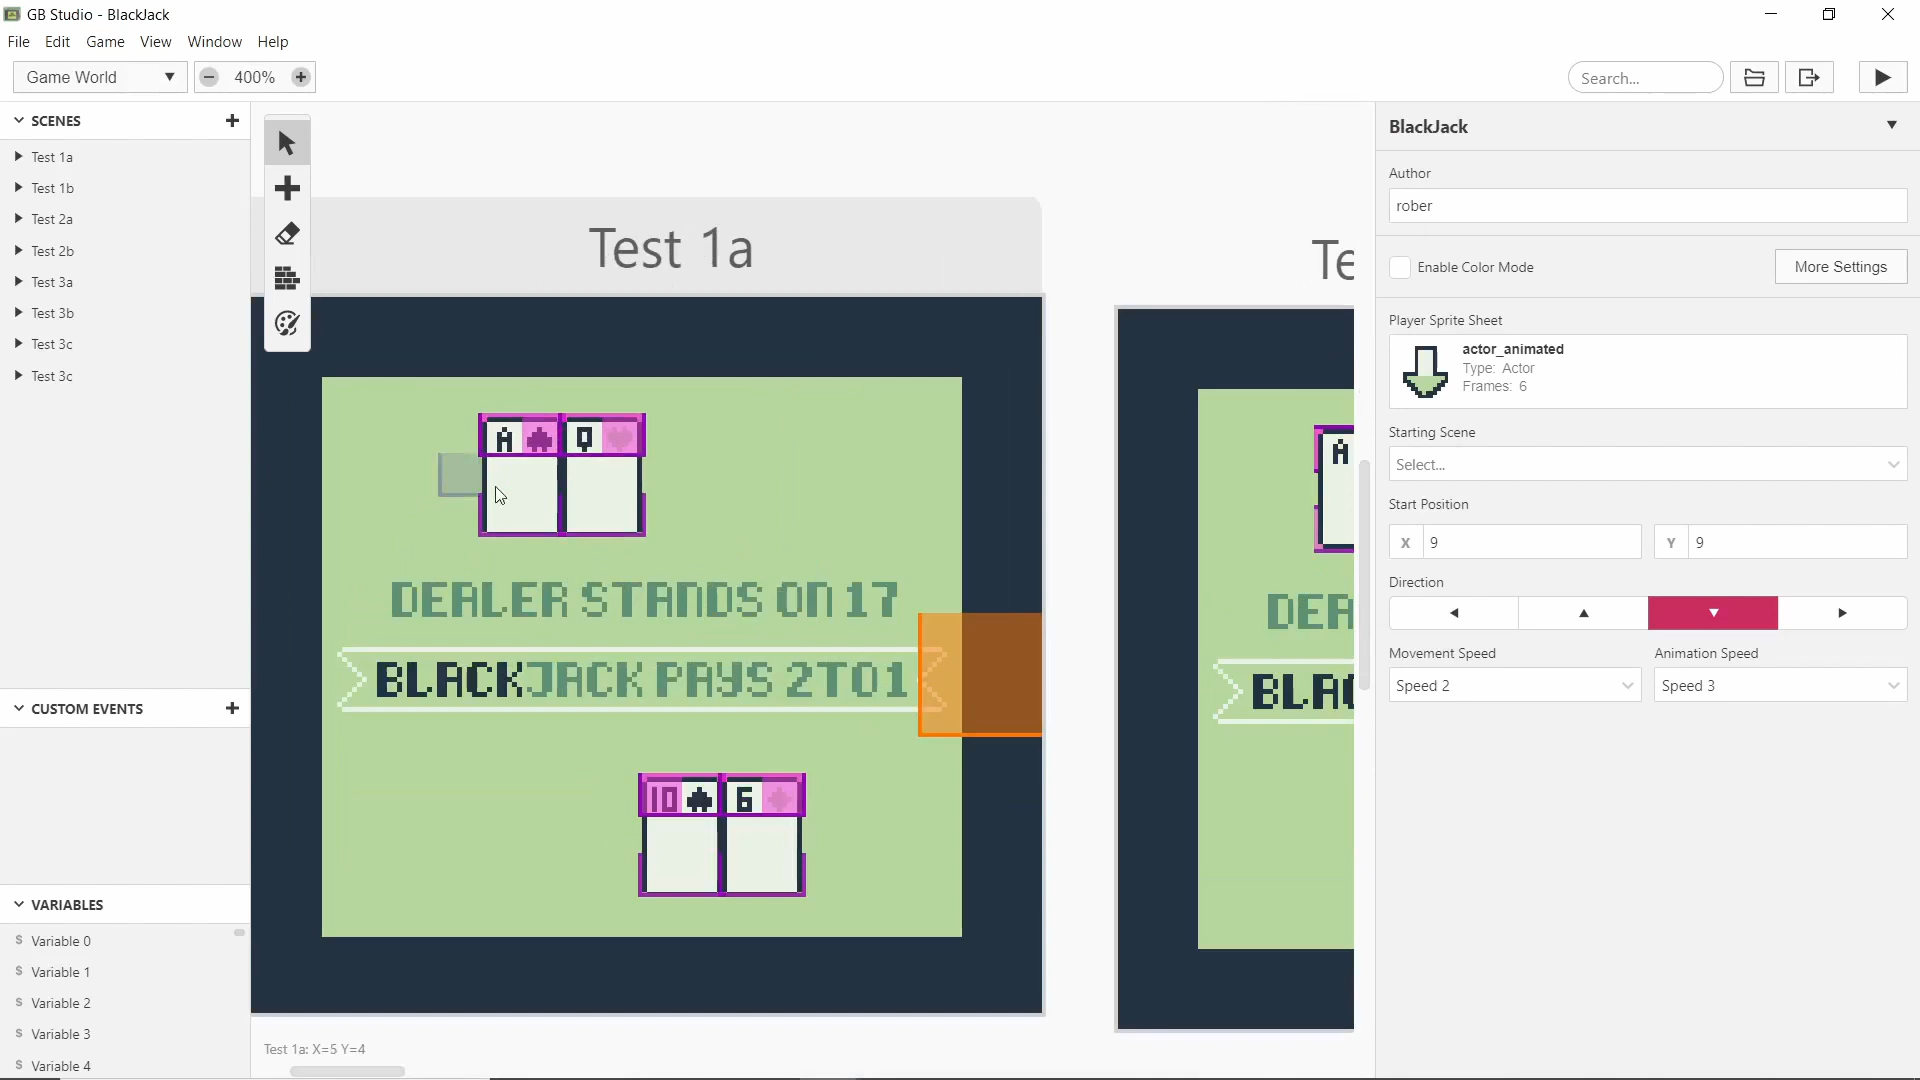 GB Studio - BlackJack
File Edit Game View Window Help
Game World
400%
Search...
SCENES
Test 1a
Test 1b
Test 2a
Test 2b
Test 3a
Test 3b
Test 3c
Test 3c
CUSTOM EVENTS
VARIABLES
$ Variable 0
$ Variable 1
$ Variable 2
$ Variable 3
$ Variable 4
Test 1a
A Q
DEALER STANDS ON 17
BLACKJACK PAYS 2TO1
10 6
Test 1a: X=5 Y=4
Te
A
DEA
BLAC
BlackJack
Author
rober
Enable Color Mode
More Settings
Player Sprite Sheet
actor_animated
Type: Actor
Frames: 6
Starting Scene
Select...
Start Position
X 9 Y 9
Direction
Movement Speed Animation Speed
Speed 2 Speed 3